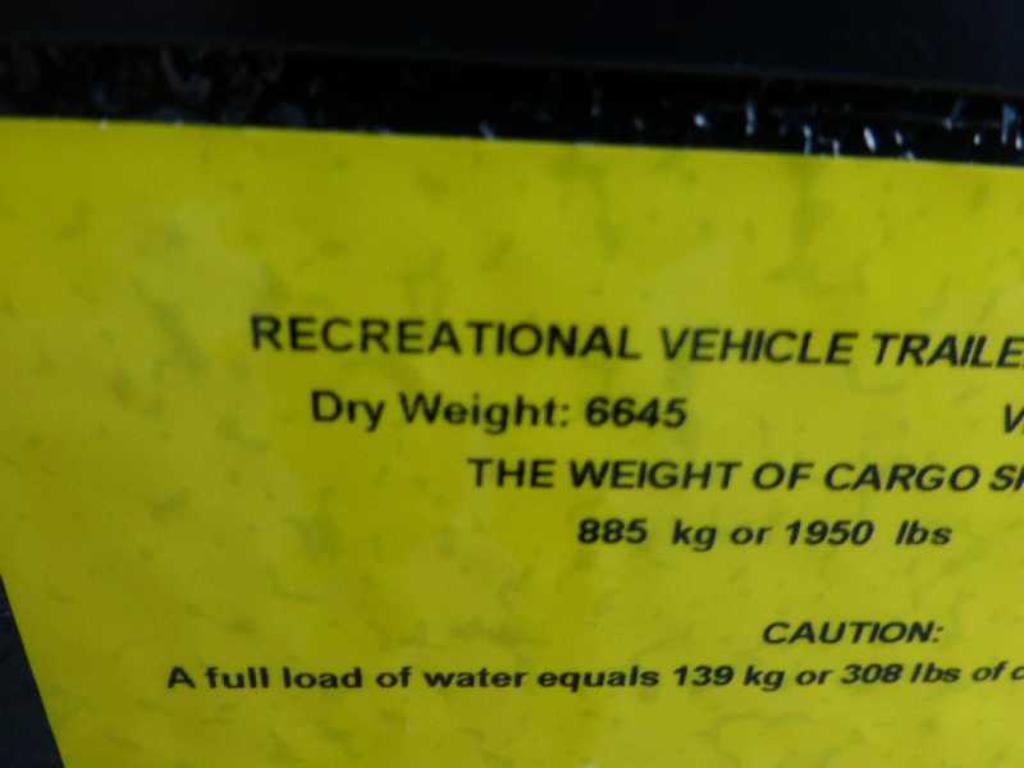 RECREATIONAL VEHICLE TRAILE
Dry Weight: 6645
THE WEIGHT OF CARGO
885 kg or 1950 lbs
CAUTION:
A full load of water equals 139 kg or 308 lbs of